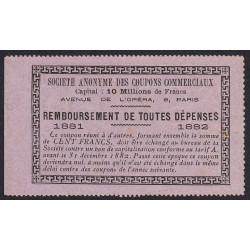 SOCIÉTÉ ANONYME DES COUPONS COMMERCIAUX
Capital : 10 Millions de Francs
AVENUE DE L'OPÉRA, 8, PARIS
REMBOURSEMENT DE TOUTES DÉPENSES
1881 1882
Ce coupon réuni à d'autres, formant ensemble la somme
de CENT FRANCS, doit être échangé au bureau de la
Société contre un bon de capitalisation conforme au tarif A.
avant le 31 décembre 1882. Passé cette époque ce coupon
deviendra nul, à moins qu'il n'ait été échangé dans le même
délai contre des coupons de l'année suivante.